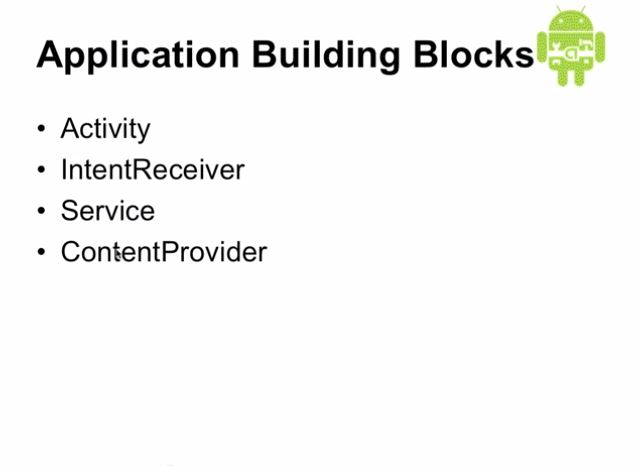 Application Building Blocks
• Activity
• IntentReceiver
• Service
• ContentProvider